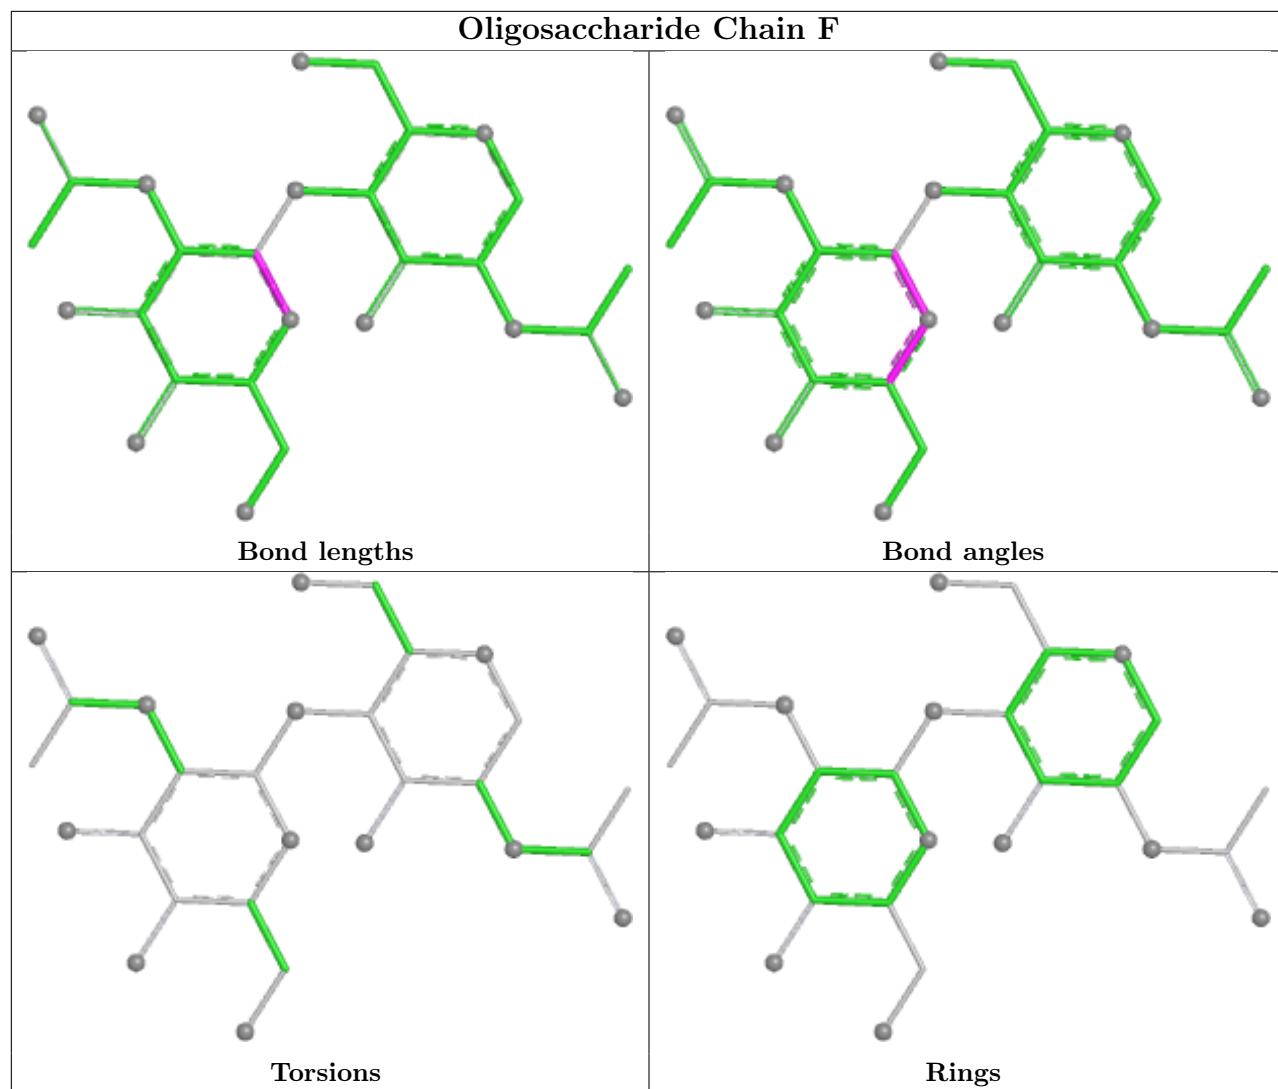 Oligosaccharide Chain F
Bond lengths
Bond angles
Torsions
Rings